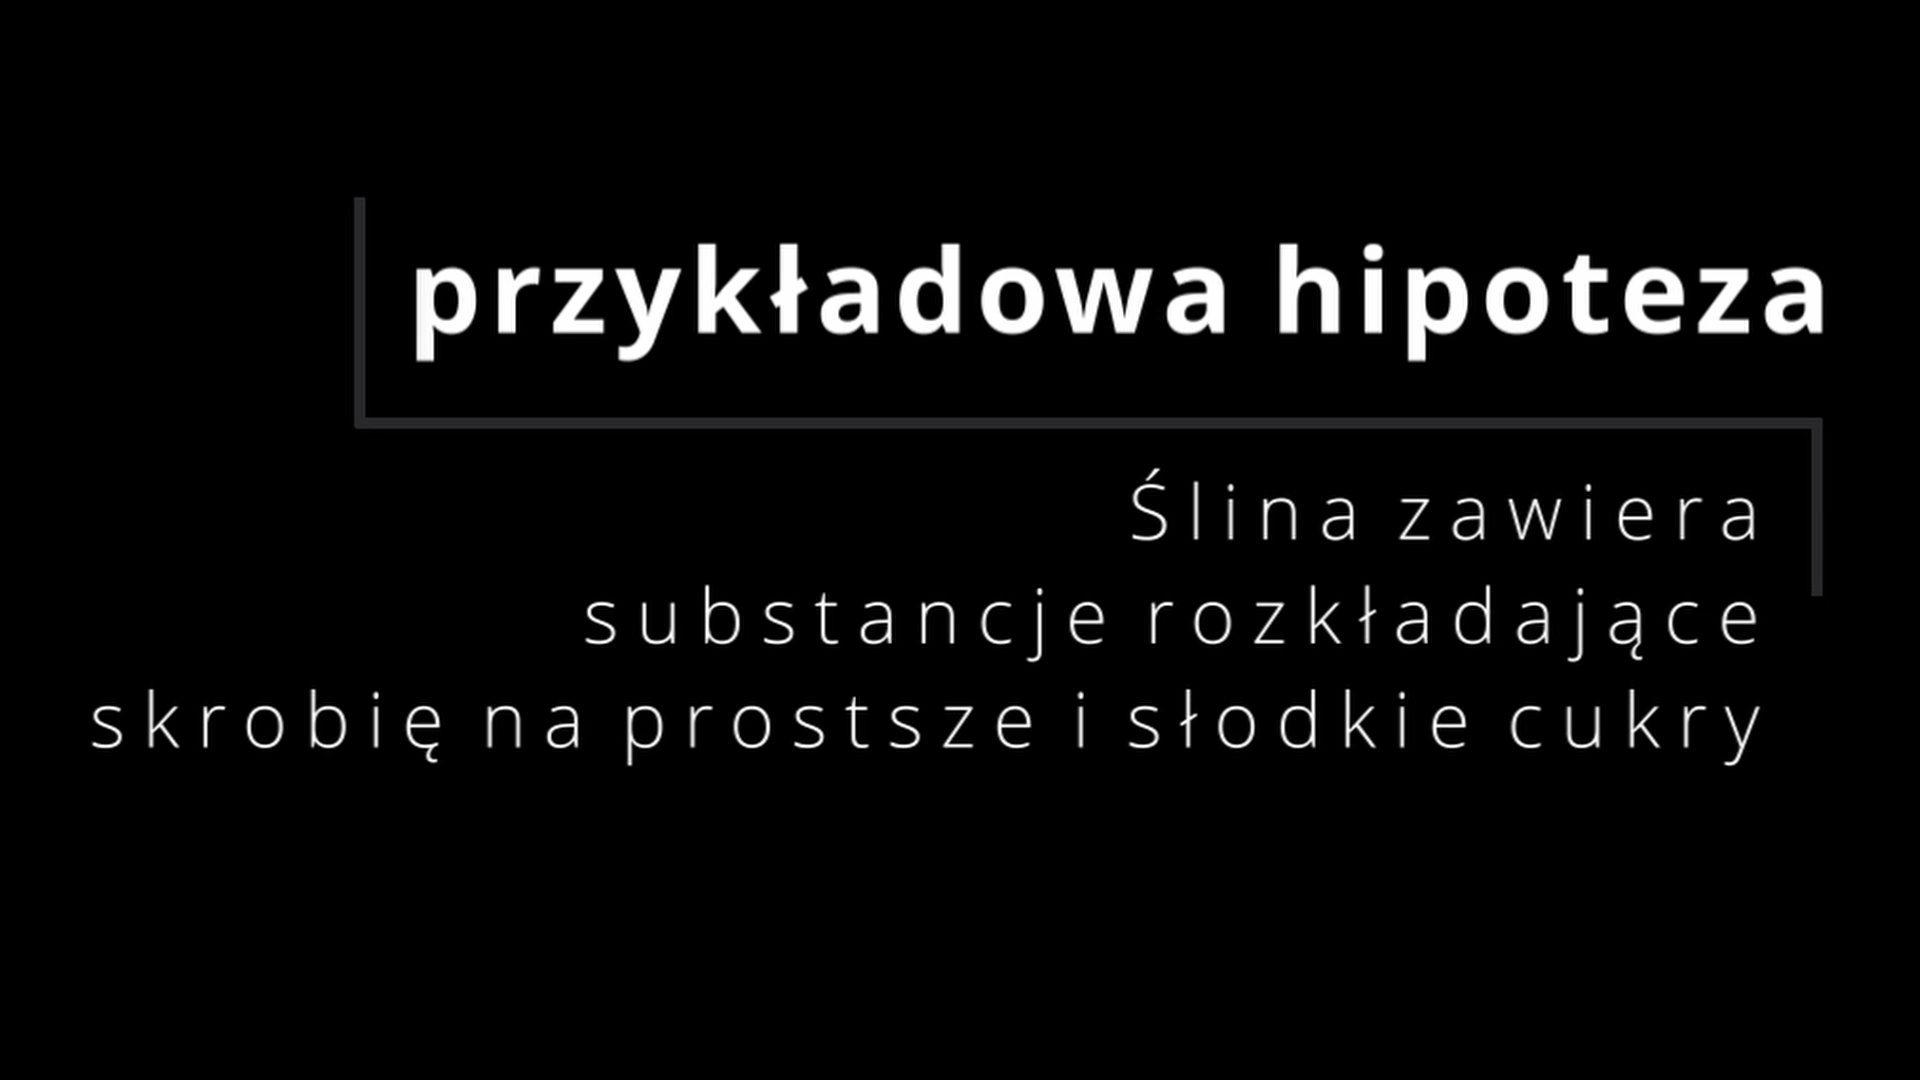 przykładowa hipoteza
Ślina zawiera
substancje rozkładające
skrobię na prostsze i słodkie cukry